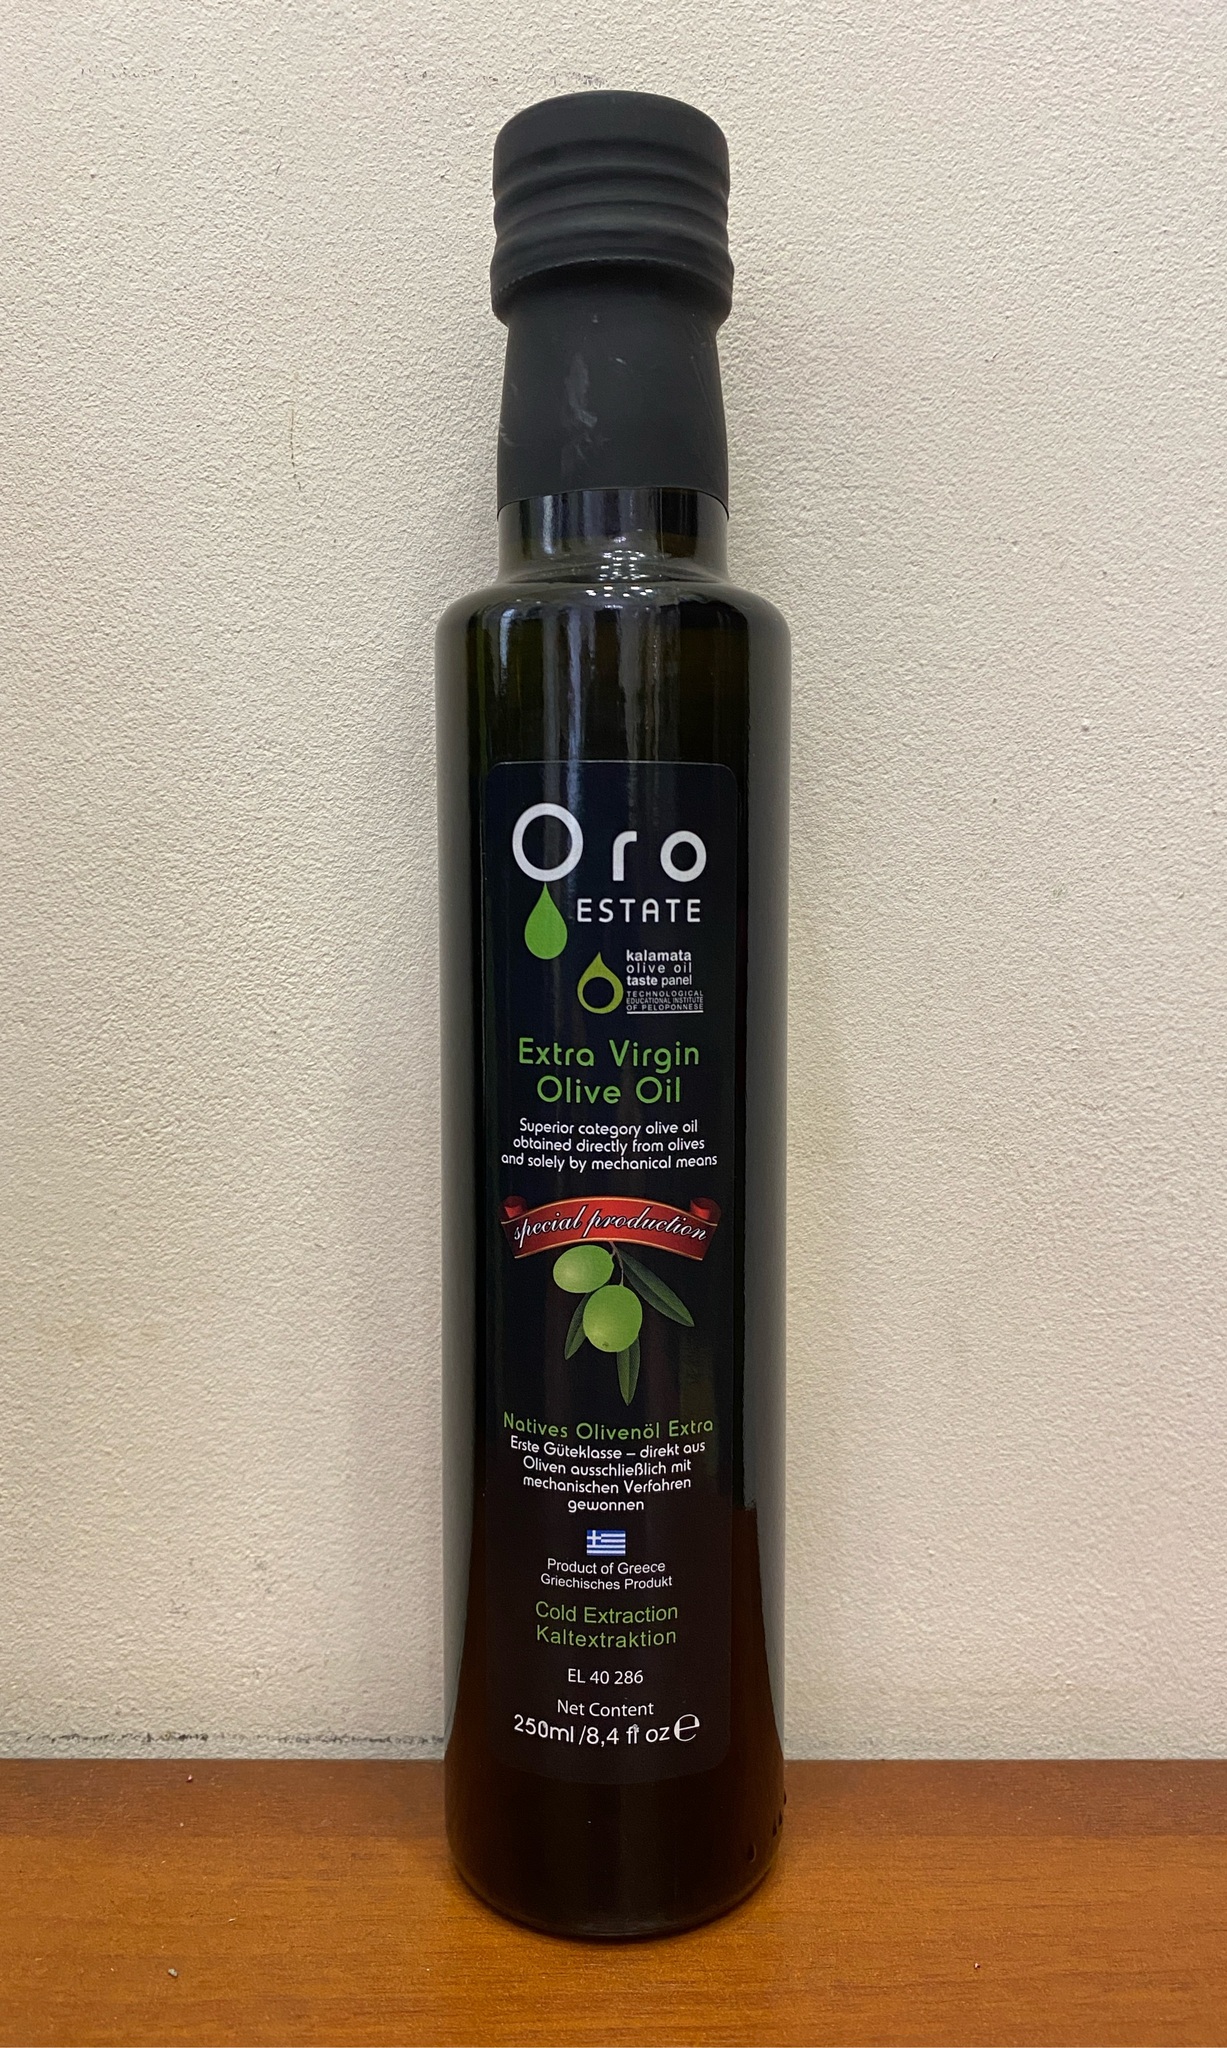 Oro
ESTATE
kalamata
olive oil
taste panel
TECHNOLOGICAL
EDUCATIONAL INSTITUTE
OF PELOPONNESE
Extra Virgin
Olive Oil
Superior category olive oil
obtained directly from olives
and solely by mechanical means
special production
Natives Olivenöl Extra
Erste Güteklasse – direkt aus
Oliven ausschließlich mit
mechanischen Verfahren
gewonnen
Product of Greece
Griechisches Produkt
Cold Extraction
Kaltextraktion
EL 40 286
Net Content
250ml /8,4 fl oz ℮